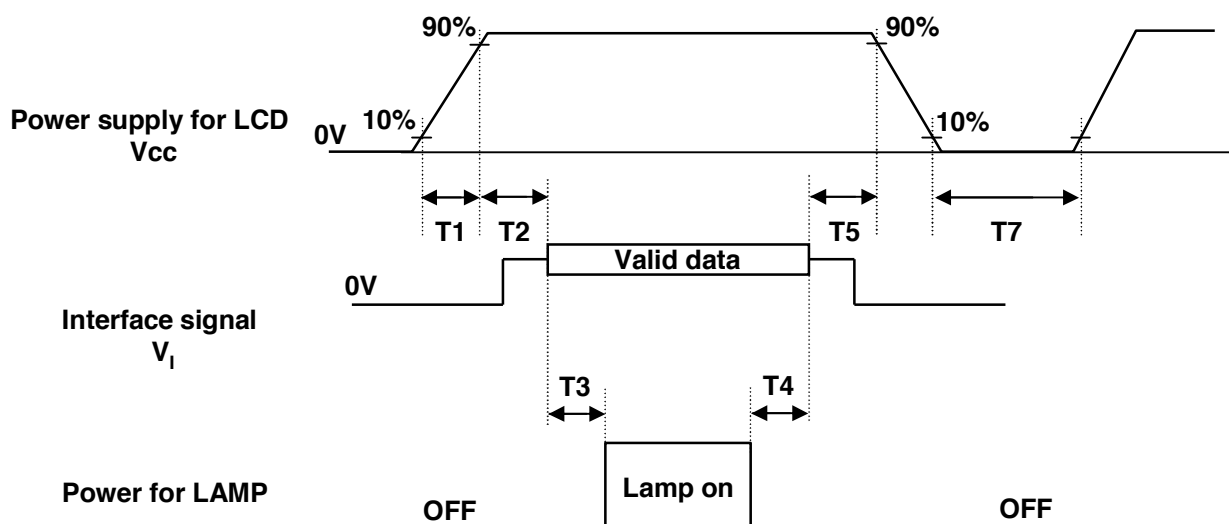 90%
90%
Power supply for LCD
Vcc
10%
0V
10%
T1
T2
T5
T7
Valid data
0V
Interface signal
VI
T3
T4
Power for LAMP
Lamp on
OFF
OFF